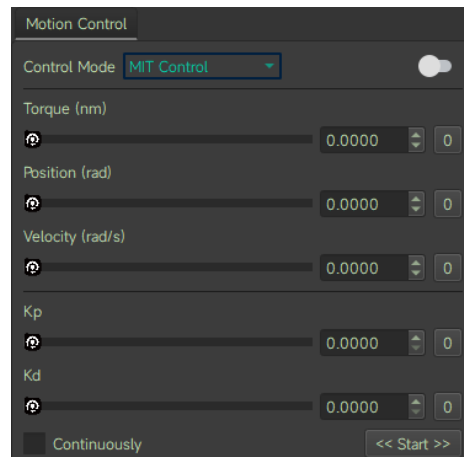 Motion Control
Control Mode MIT Control
Torque (nm)
0.0000 0
Position (rad)
0.0000 0
Velocity (rad/s)
0.0000 0
Kp
0.0000 0
Kd
0.0000 0
Continuously << Start >>